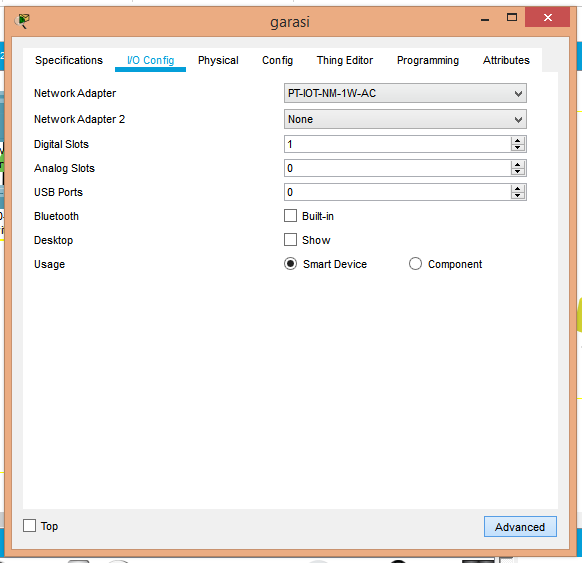 garasi
Specifications I/O Config Physical Config Thing Editor Programming Attributes
Network Adapter PT-IOT-NM-1W-AC
Network Adapter 2 None
Digital Slots 1
Analog Slots 0
USB Ports 0
Bluetooth Built-in
Desktop Show
Usage Smart Device Component
Top Advanced